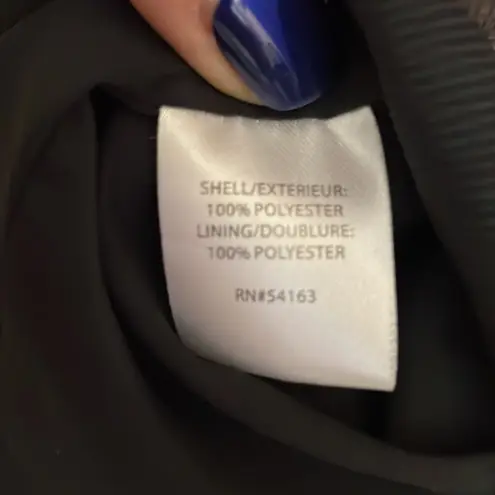 SHELL/EXTERIEUR:
100% POLYESTER
LINING/DOUBLURE:
100% POLYESTER
RN#54163